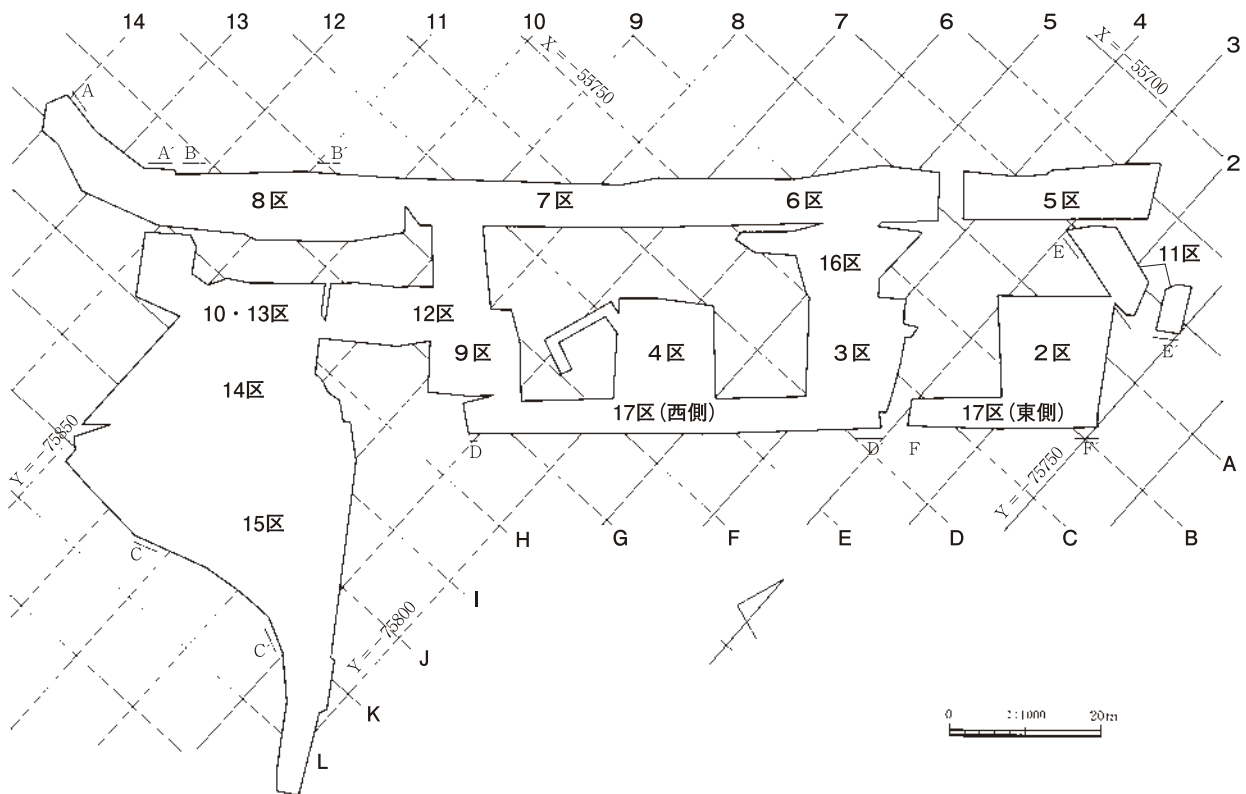 14
13
12
11
10
9
8
7
6
5
4
3
2
X = -55750
X = -55700
A
A′
B
B′
8区
7区
6区
5区
E
11区
16区
10・13区
12区
9区
4区
3区
2区
E′
14区
17区(西側)
17区(東側)
Y = -75850
D
D′
F
F′
Y = -75750
A
B
C
D
E
F
G
H
I
J
K
L
15区
C
C′
Y = -75800
0
1:1000
20m